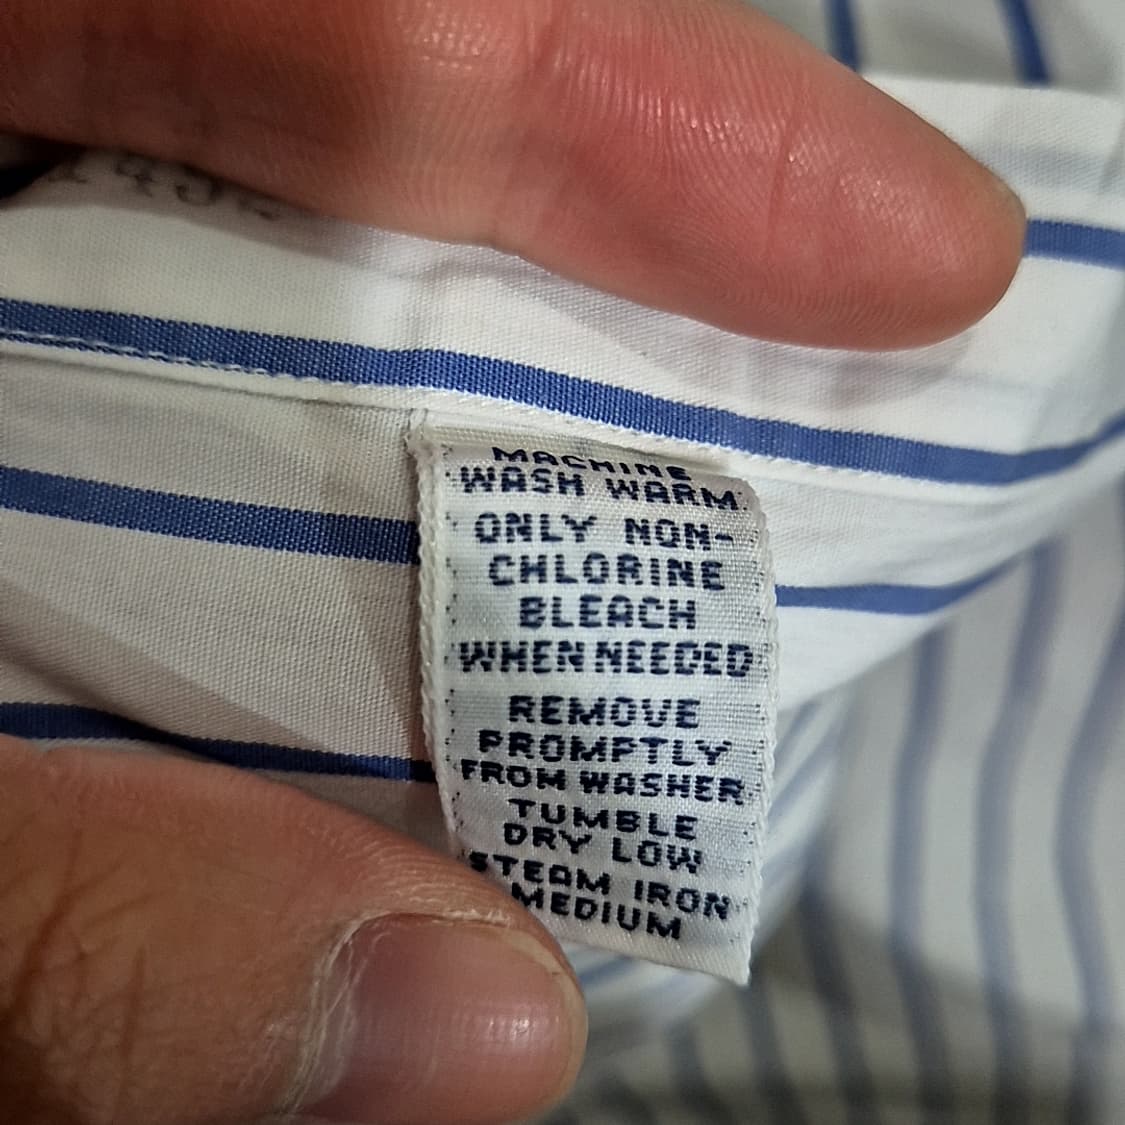 MACHINE
WASH WARM
ONLY NON-
CHLORINE
BLEACH
WHEN NEEDED
REMOVE
PROMPTLY
FROM WASHER
TUMBLE
DRY LOW
STEAM IRON
MEDIUM